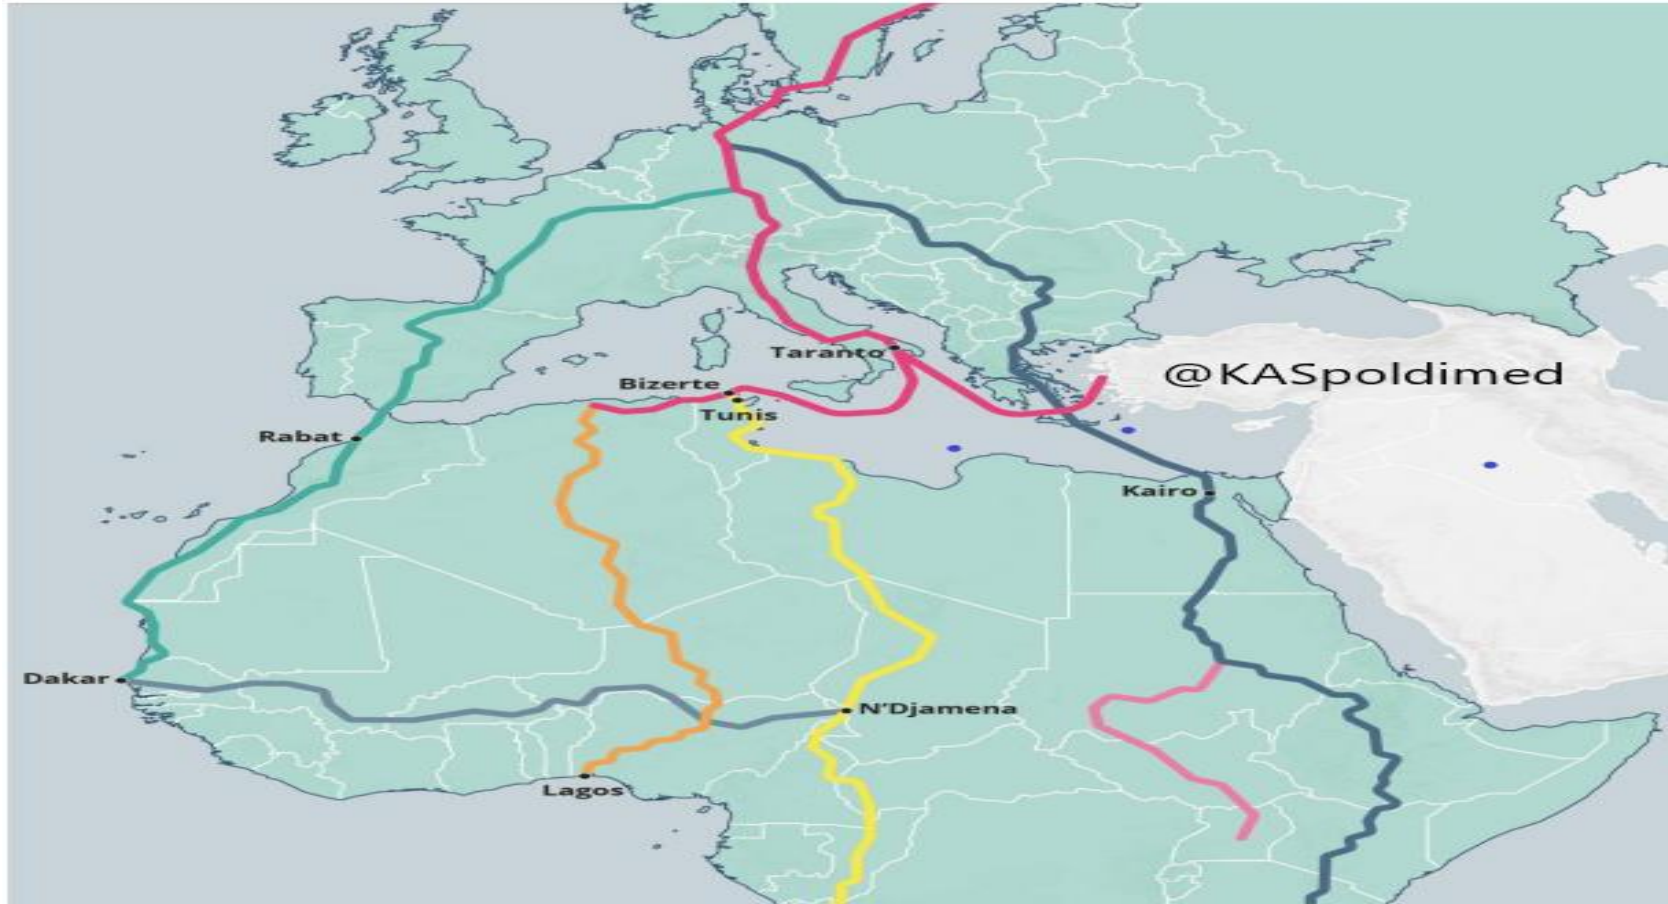 Taranto
@KASpoldimed
Bizerte
Tunis
Rabat
Kairo
Dakar
N'Djamena
Lagos